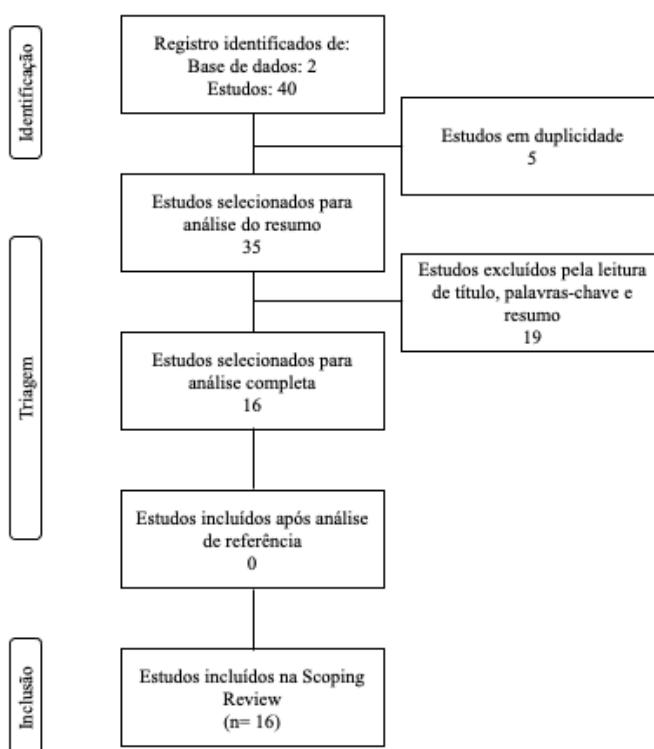 Identificação
Registro identificados de:
Base de dados: 2
Estudos: 40
Estudos em duplicidade
5
Triagem
Estudos selecionados para
análise do resumo
35
Estudos excluídos pela leitura
de título, palavras-chave e
resumo
19
Estudos selecionados para
análise completa
16
Estudos incluídos após análise
de referência
0
Inclusão
Estudos incluídos na Scoping
Review
(n= 16)